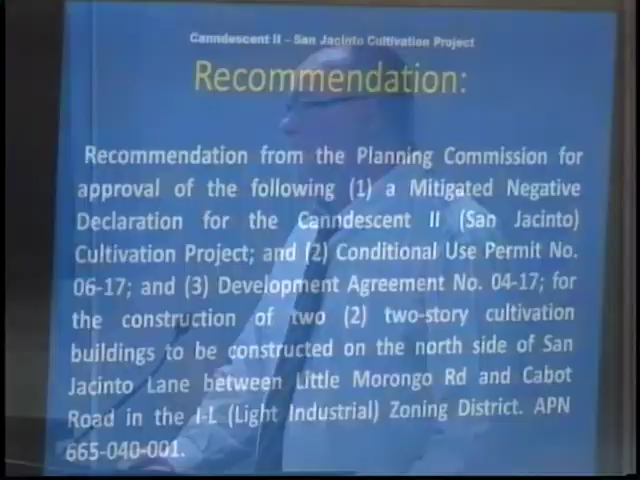 Canndescent II – San Jacinto Cultivation Project
Recommendation:
Recommendation from the Planning Commission for
approval of the following (1) a Mitigated Negative
Declaration for the Canndescent II (San Jacinto)
Cultivation Project; and (2) Conditional Use Permit No.
06-17; and (3) Development Agreement No. 04-17; for
the construction of two (2) two-story cultivation
buildings to be constructed on the north side of San
Jacinto Lane between Little Morongo Rd and Cabot
Road in the I-L (Light Industrial) Zoning District. APN
665-040-001.